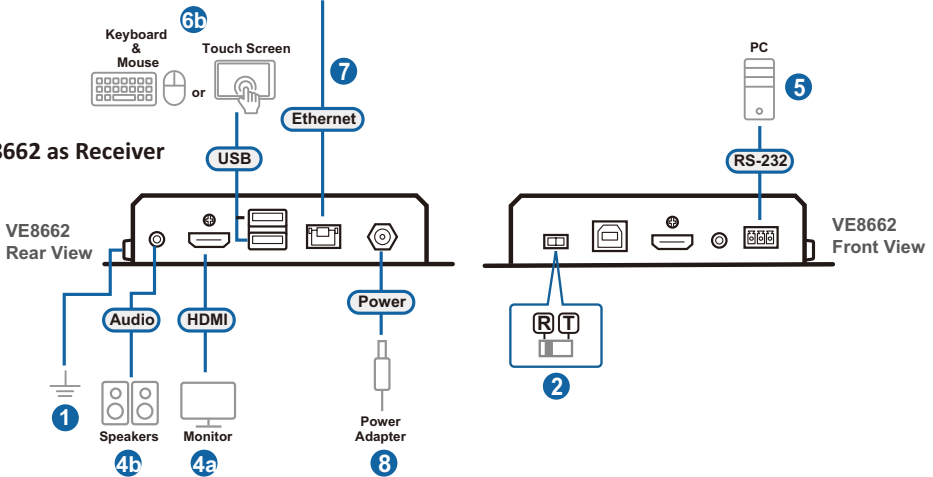 6b
Keyboard
&
Mouse
or
Touch Screen
7
Ethernet
PC
5
8662 as Receiver
USB
RS-232
VE8662
Rear View
VE8662
Front View
Audio
HDMI
Power
R T
2
1
Speakers
4b
Monitor
4a
Power
Adapter
8